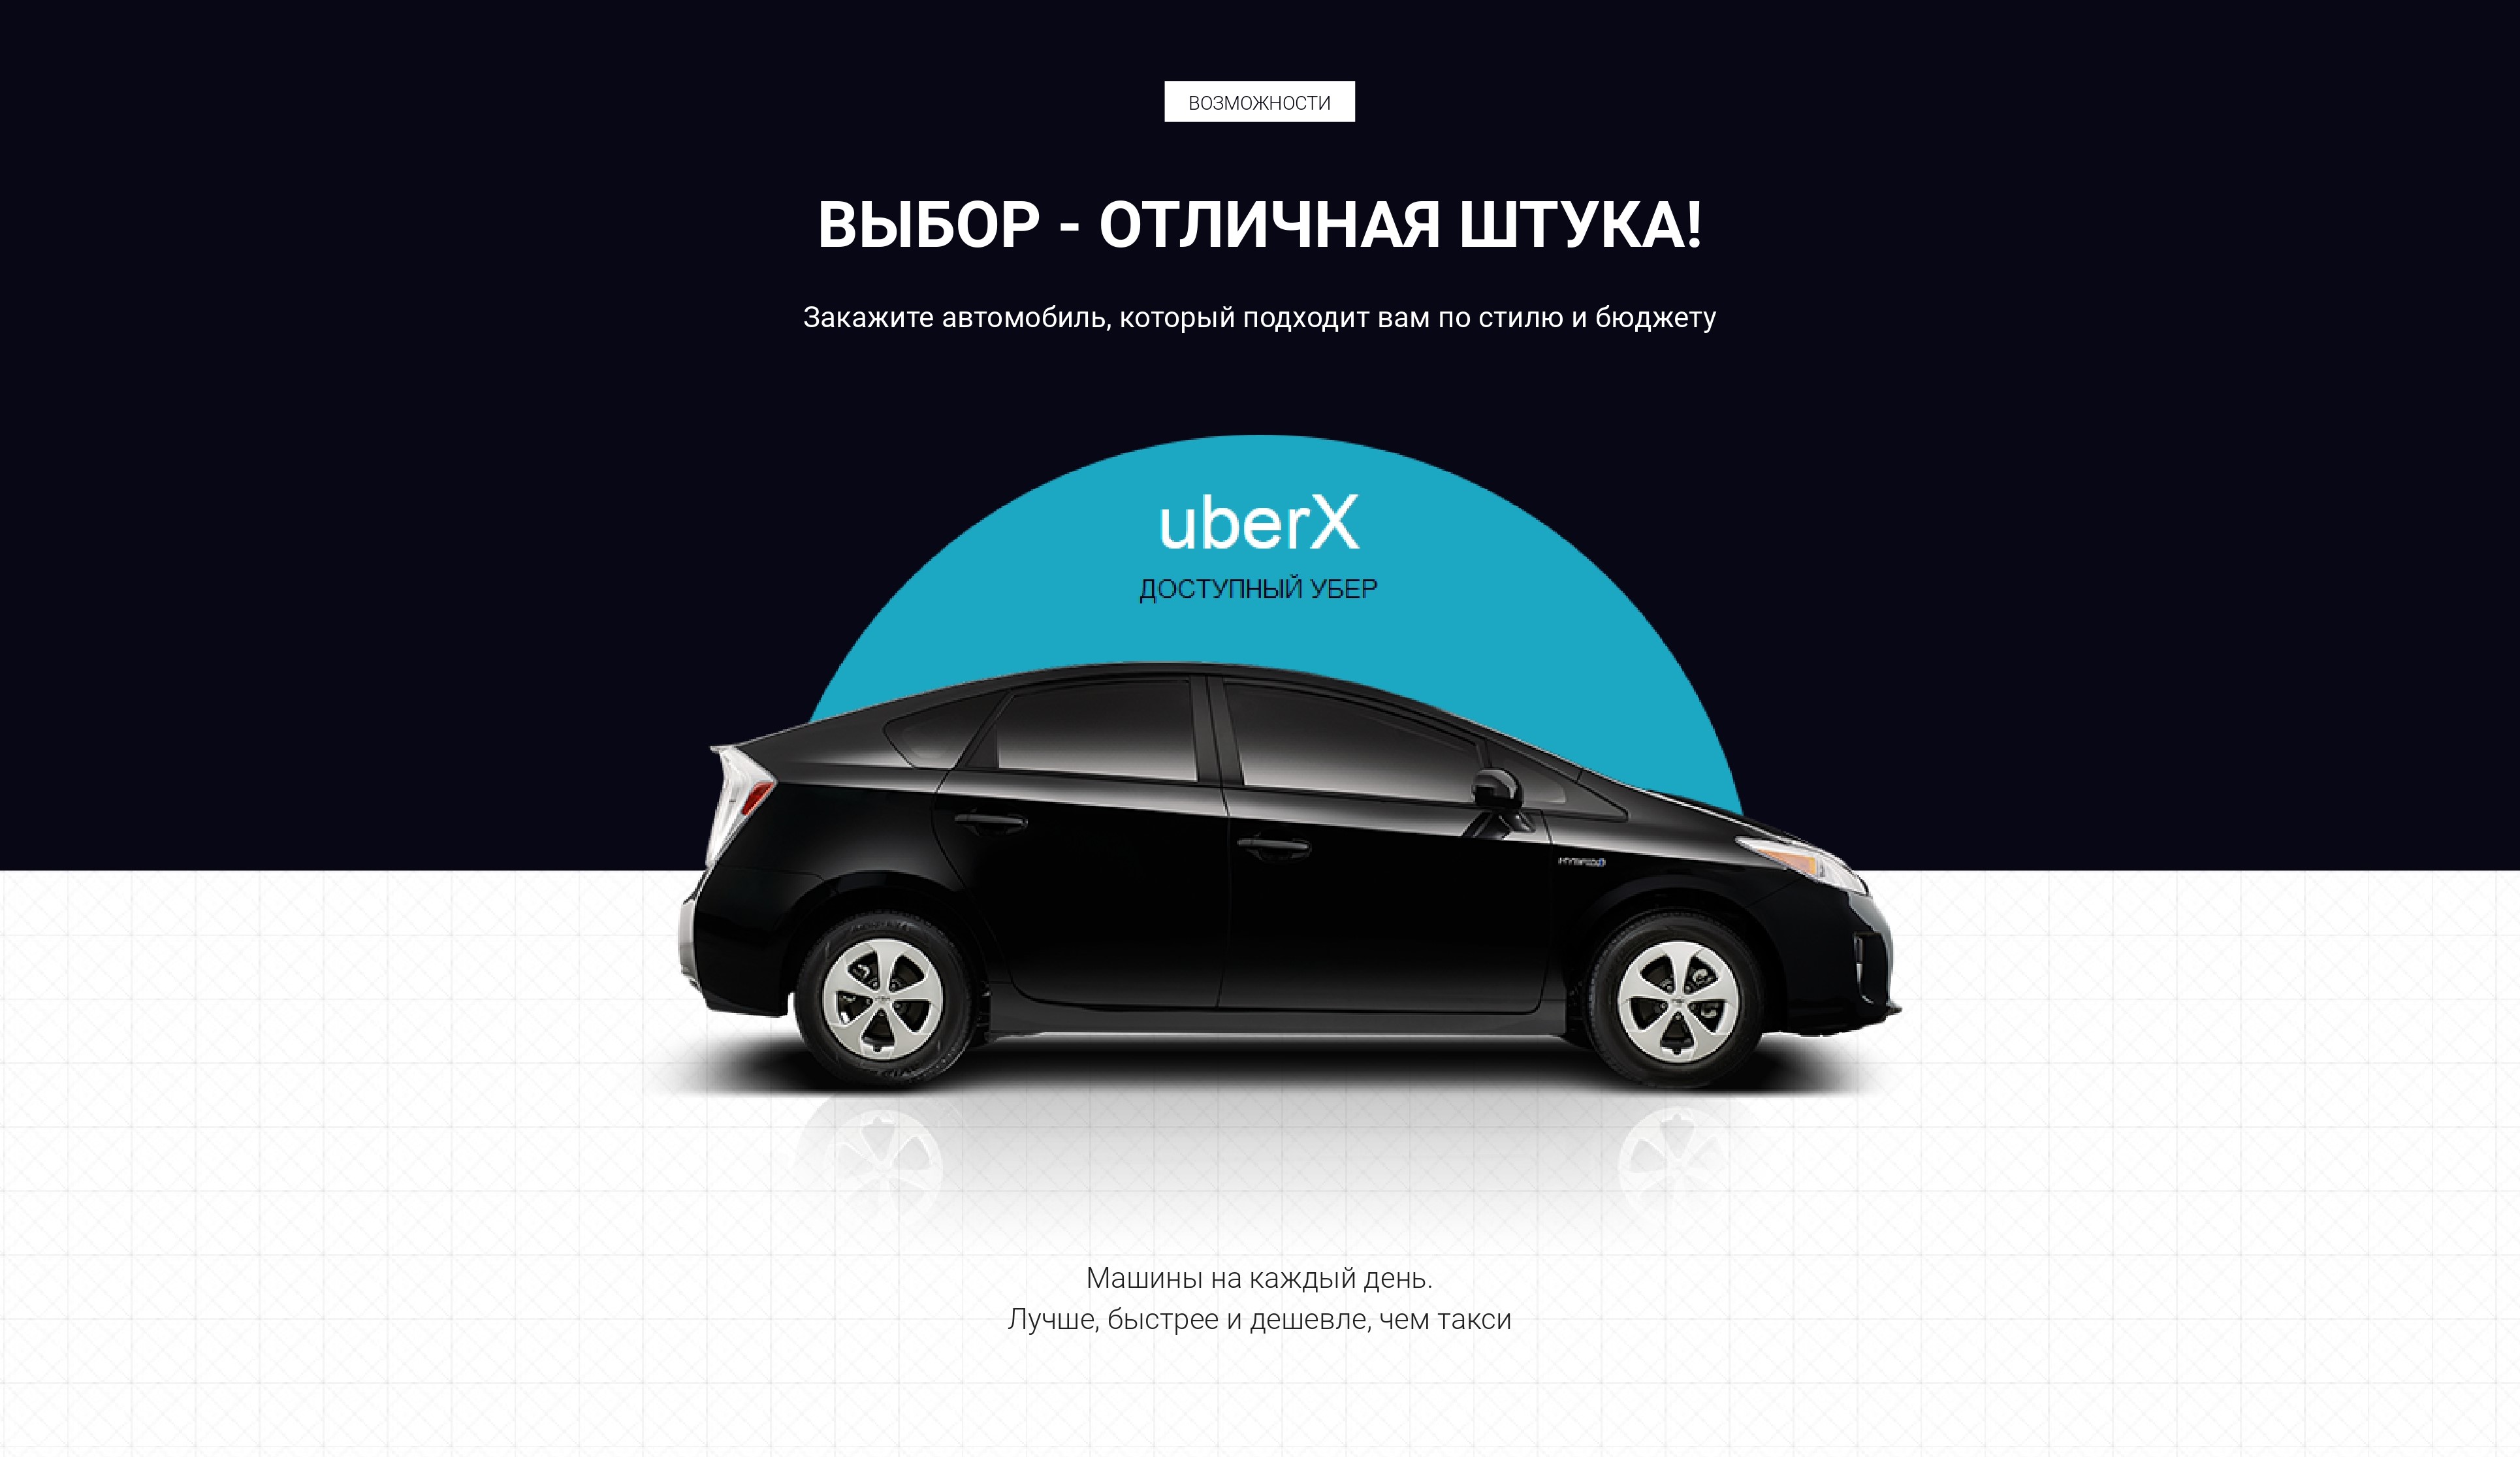 ВОЗМОЖНОСТИ
ВЫБОР - ОТЛИЧНАЯ ШТУКА!
Закажите автомобиль, который подходит вам по стилю и бюджету
uberX
ДОСТУПНЫЙ УБЕР
HYBRID
Машины на каждый день.
Лучше, быстрее и дешевле, чем такси